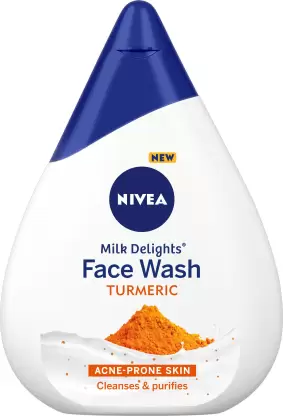 NEW
NIVEA
Milk Delights®
Face Wash
TURMERIC
ACNE-PRONE SKIN
Cleanses & purifies